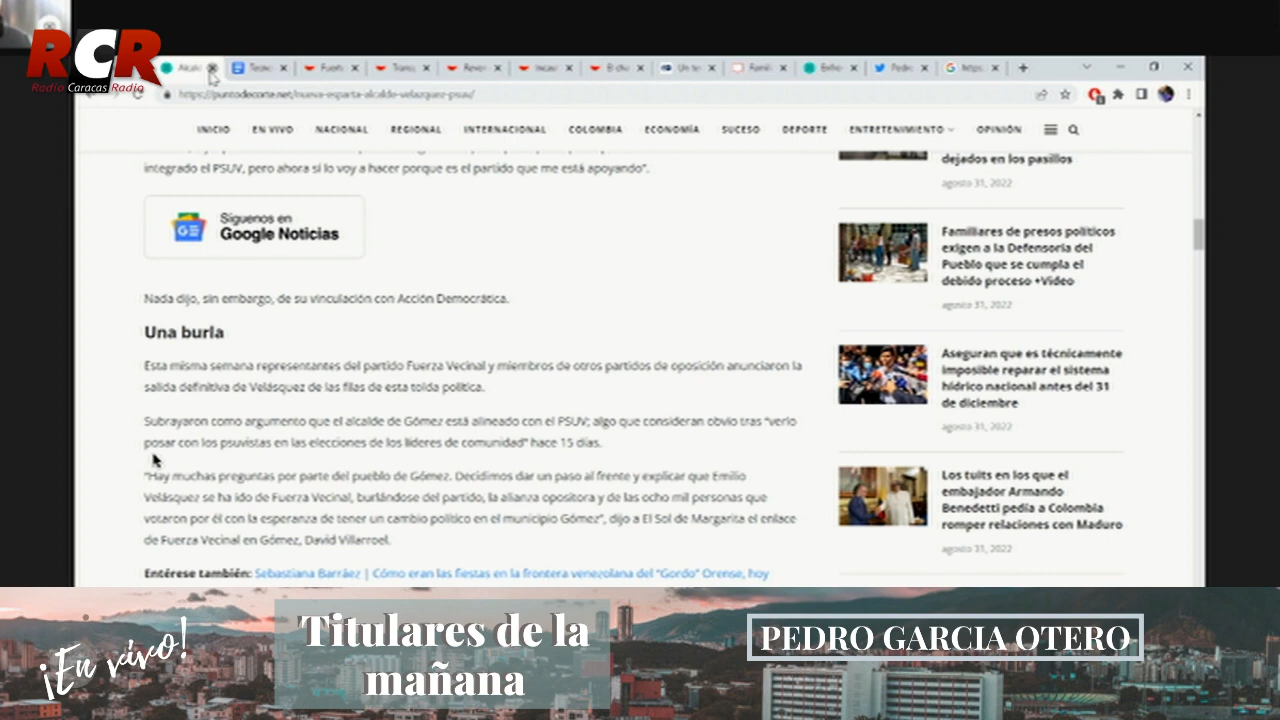 RCR
Radio Caracas Radio
https://puntodecorte.net/nueva-esparta-alcalde-velazquez-psuv/
INICIO EN VIVO NACIONAL REGIONAL INTERNACIONAL COLOMBIA ECONOMÍA SUCESO DEPORTE ENTRETENIMIENTO OPINIÓN
integrado el PSUV, pero ahora sí lo voy a hacer porque es el partido que me está apoyando".
Síguenos en
Google Noticias
Nada dijo, sin embargo, de su vinculación con Acción Democrática.
Una burla
Esta misma semana representantes del partido Fuerza Vecinal y miembros de otros partidos de oposición anunciaron la
salida definitiva de Velásquez de las filas de esta tolda política.
Subrayaron como argumento que el alcalde de Gómez está alineado con el PSUV; algo que consideran obvio tras "verlo
posar con los psuvistas en las elecciones de los líderes de comunidad" hace 15 días.
"Hay muchas preguntas por parte del pueblo de Gómez. Decidimos dar un paso al frente y explicar que Emilio
Velásquez se ha ido de Fuerza Vecinal, burlándose del partido, la alianza opositora y de las ocho mil personas que
votaron por él con la esperanza de tener un cambio político en el municipio Gómez", dijo a El Sol de Margarita el enlace
de Fuerza Vecinal en Gómez, David Villarroel.
Entérese también: Sebastiana Barráez | Cómo eran las fiestas en la frontera venezolana del "Gordo" Orense, hoy
dejados en los pasillos
agosto 31, 2022
Familiares de presos políticos
exigen a la Defensoría del
Pueblo que se cumpla el
debido proceso +Video
agosto 31, 2022
Aseguran que es técnicamente
imposible reparar el sistema
hídrico nacional antes del 31
de diciembre
agosto 31, 2022
Los tuits en los que el
embajador Armando
Benedetti pedía a Colombia
romper relaciones con Maduro
agosto 31, 2022
¡En vivo!
Titulares de la
mañana
PEDRO GARCIA OTERO